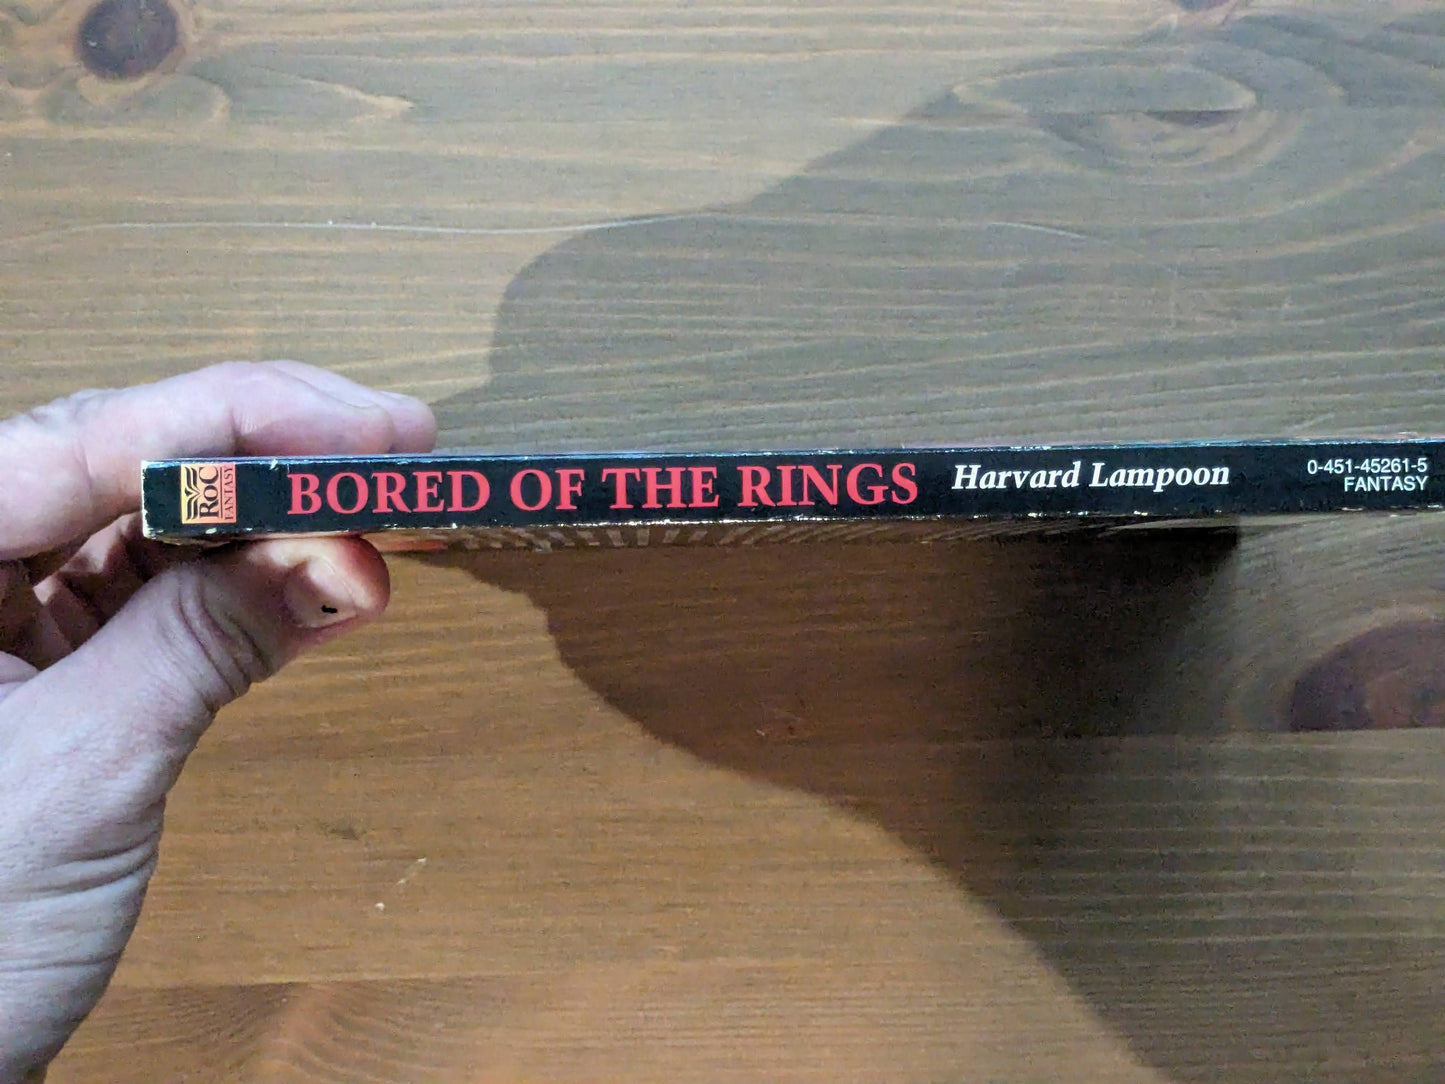 RoC
FANTASY
BORED OF THE RINGS
Harvard Lampoon
0-451-45261-5
FANTASY